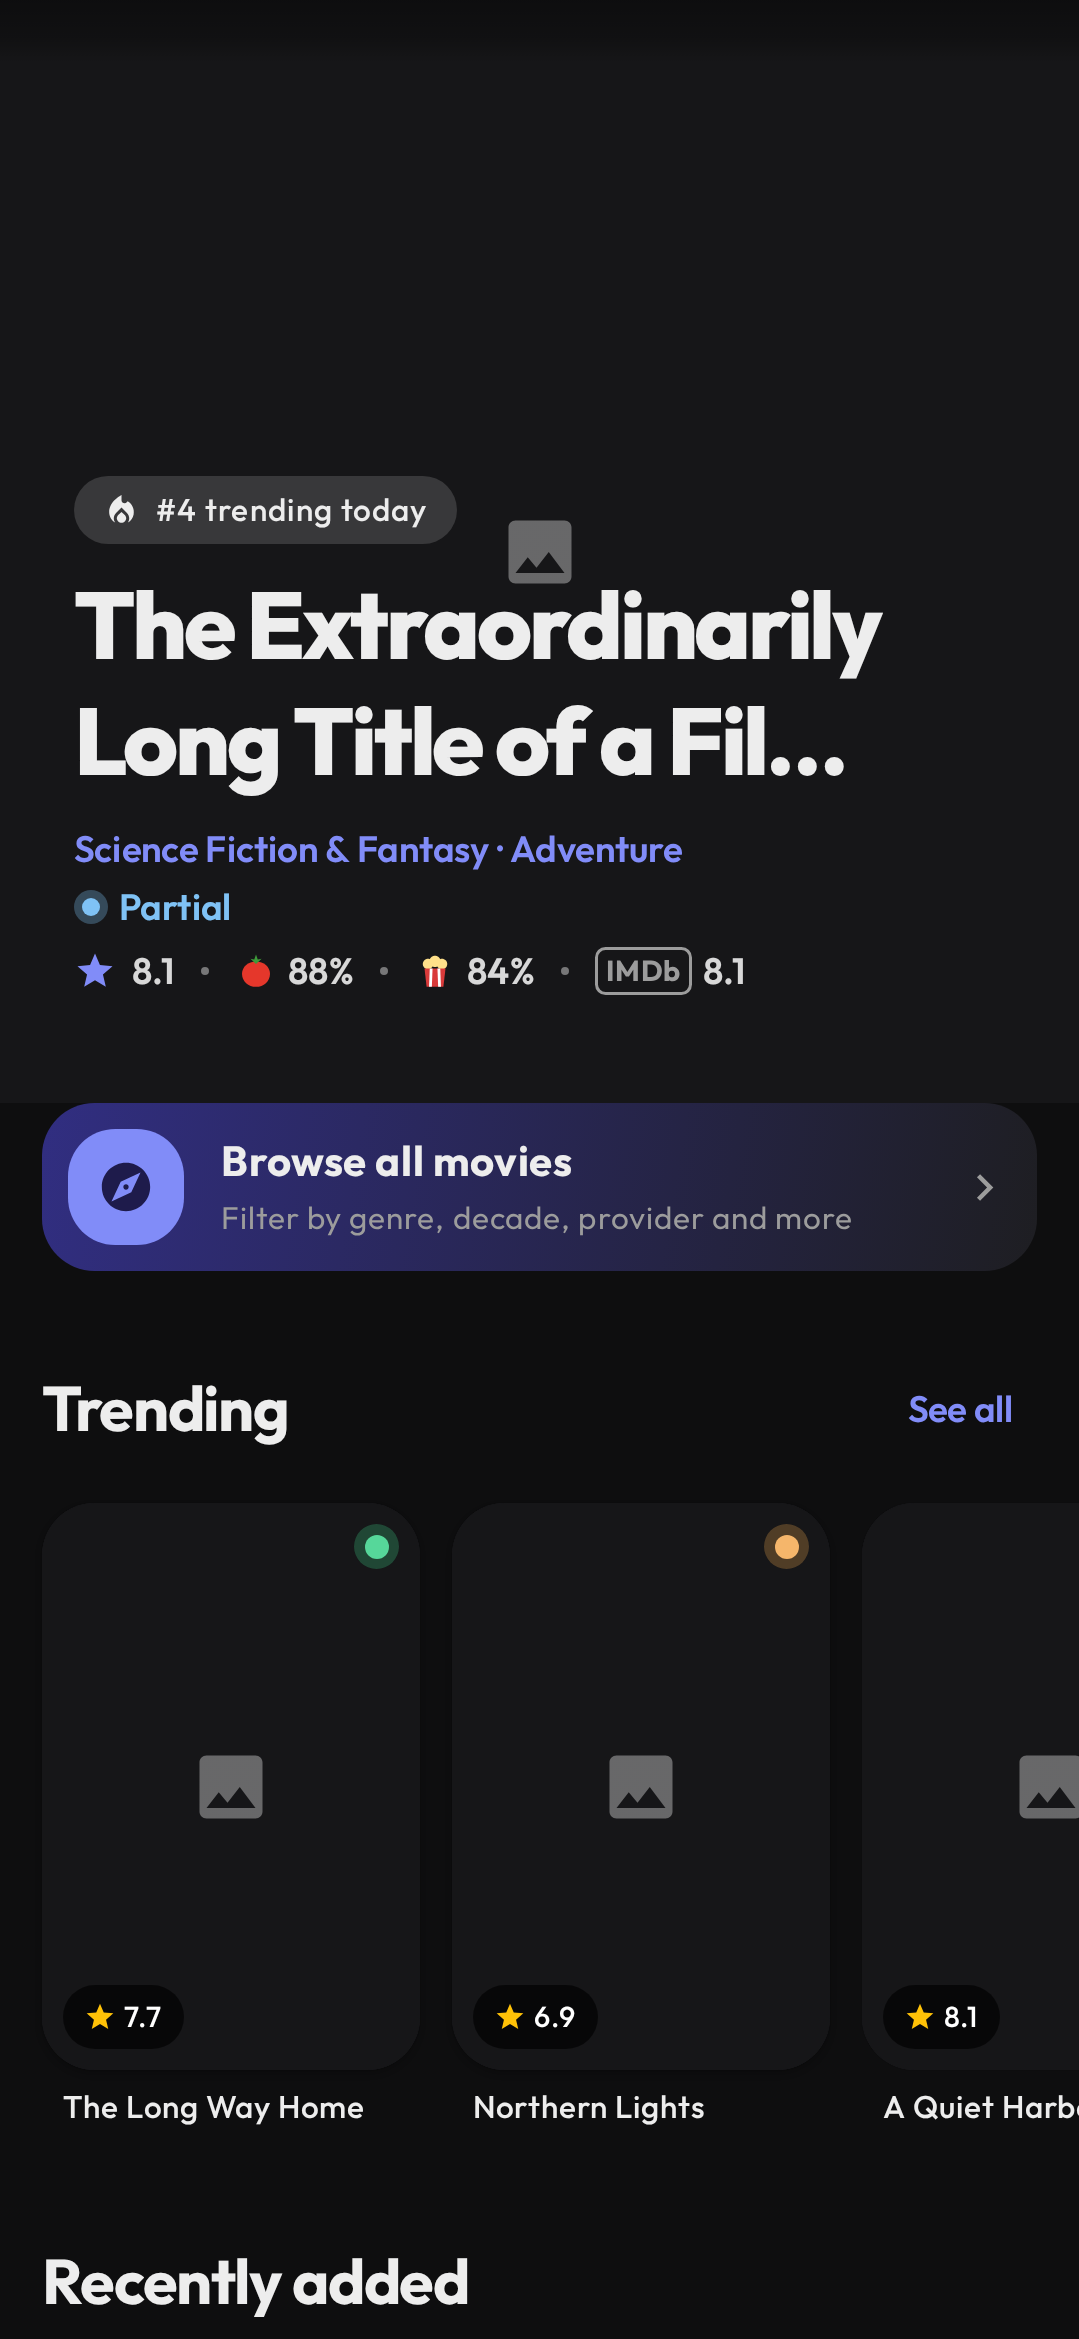 #4 trending today
The Extraordinarily
Long Title of a Fil...
Science Fiction & Fantasy · Adventure
Partial
8.1 · 88% · 84% · IMDb 8.1
Browse all movies
Filter by genre, decade, provider and more
Trending
See all
7.7
6.9
8.1
The Long Way Home
Northern Lights
A Quiet Harb
Recently added